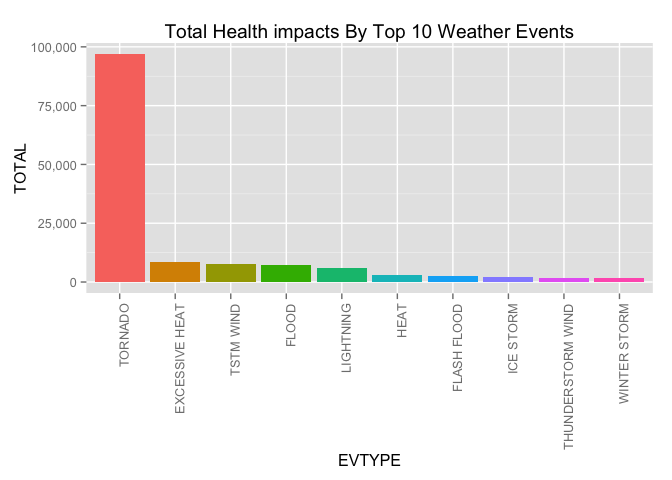 Total Health impacts By Top 10 Weather Events
100,000
75,000
50,000
25,000
0
TOTAL
TORNADO
EXCESSIVE HEAT
TSTM WIND
FLOOD
LIGHTNING
HEAT
FLASH FLOOD
ICE STORM
THUNDERSTORM WIND
WINTER STORM
EVTYPE